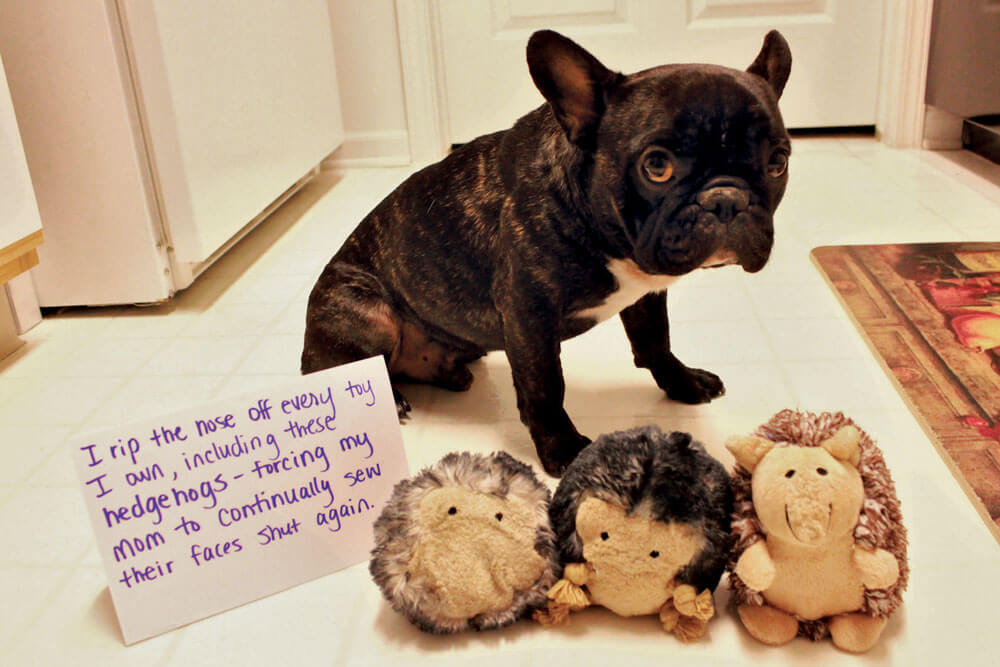 I rip the nose off every toy
I own, including these
hedgehogs - forcing my
mom to continually sew
their faces shut again.